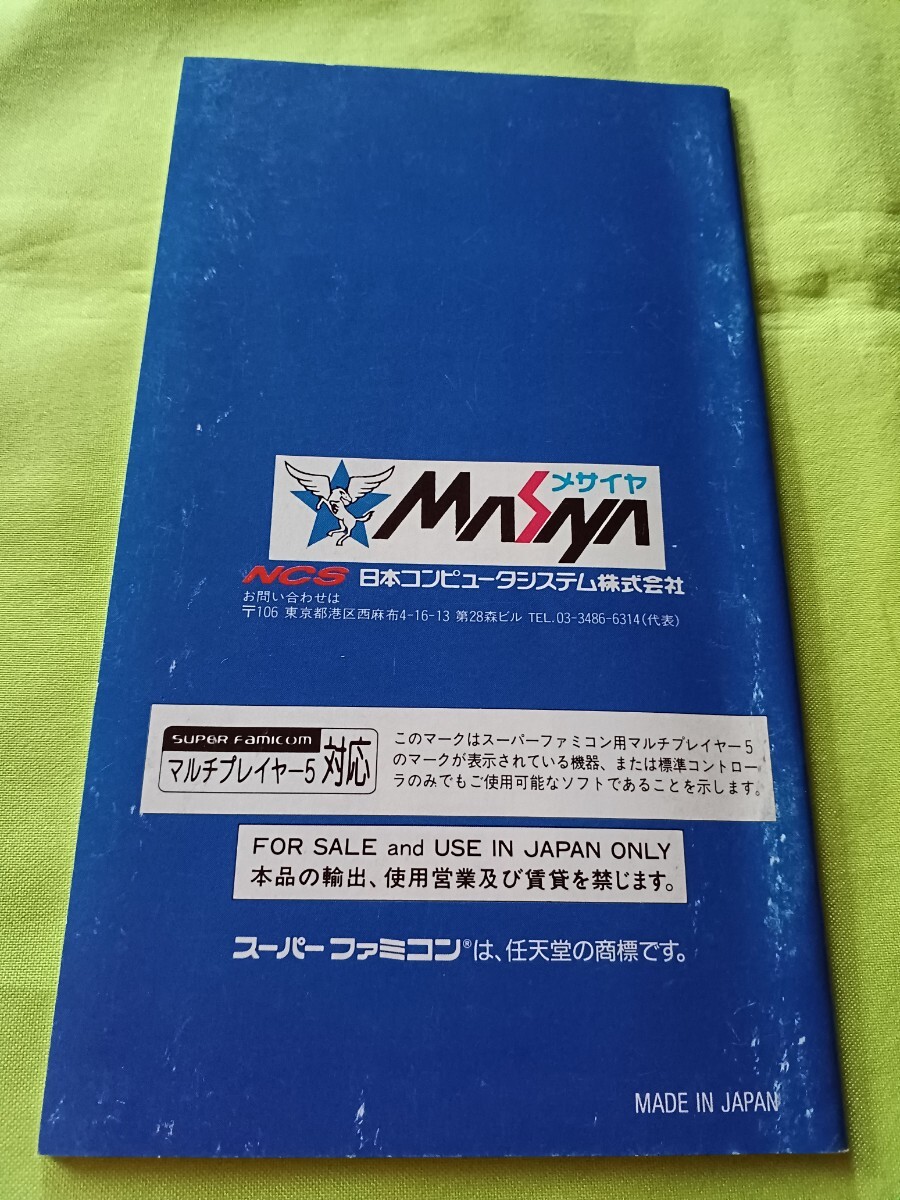 メサイヤ
MASAYA
NCS 日本コンピュータシステム株式会社
お問い合わせは
〒106 東京都港区西麻布4-16-13 第28森ビル TEL.03-3486-6314(代表)
SUPER FAMICOM
マルチプレイヤー5 対応
このマークはスーパーファミコン用マルチプレイヤー5
のマークが表示されている機器、または標準コントロー
ラのみでもご使用可能なソフトであることを示します。
FOR SALE and USE IN JAPAN ONLY
本品の輸出、使用営業及び賃貸を禁じます。
スーパーファミコン®は、任天堂の商標です。
MADE IN JAPAN